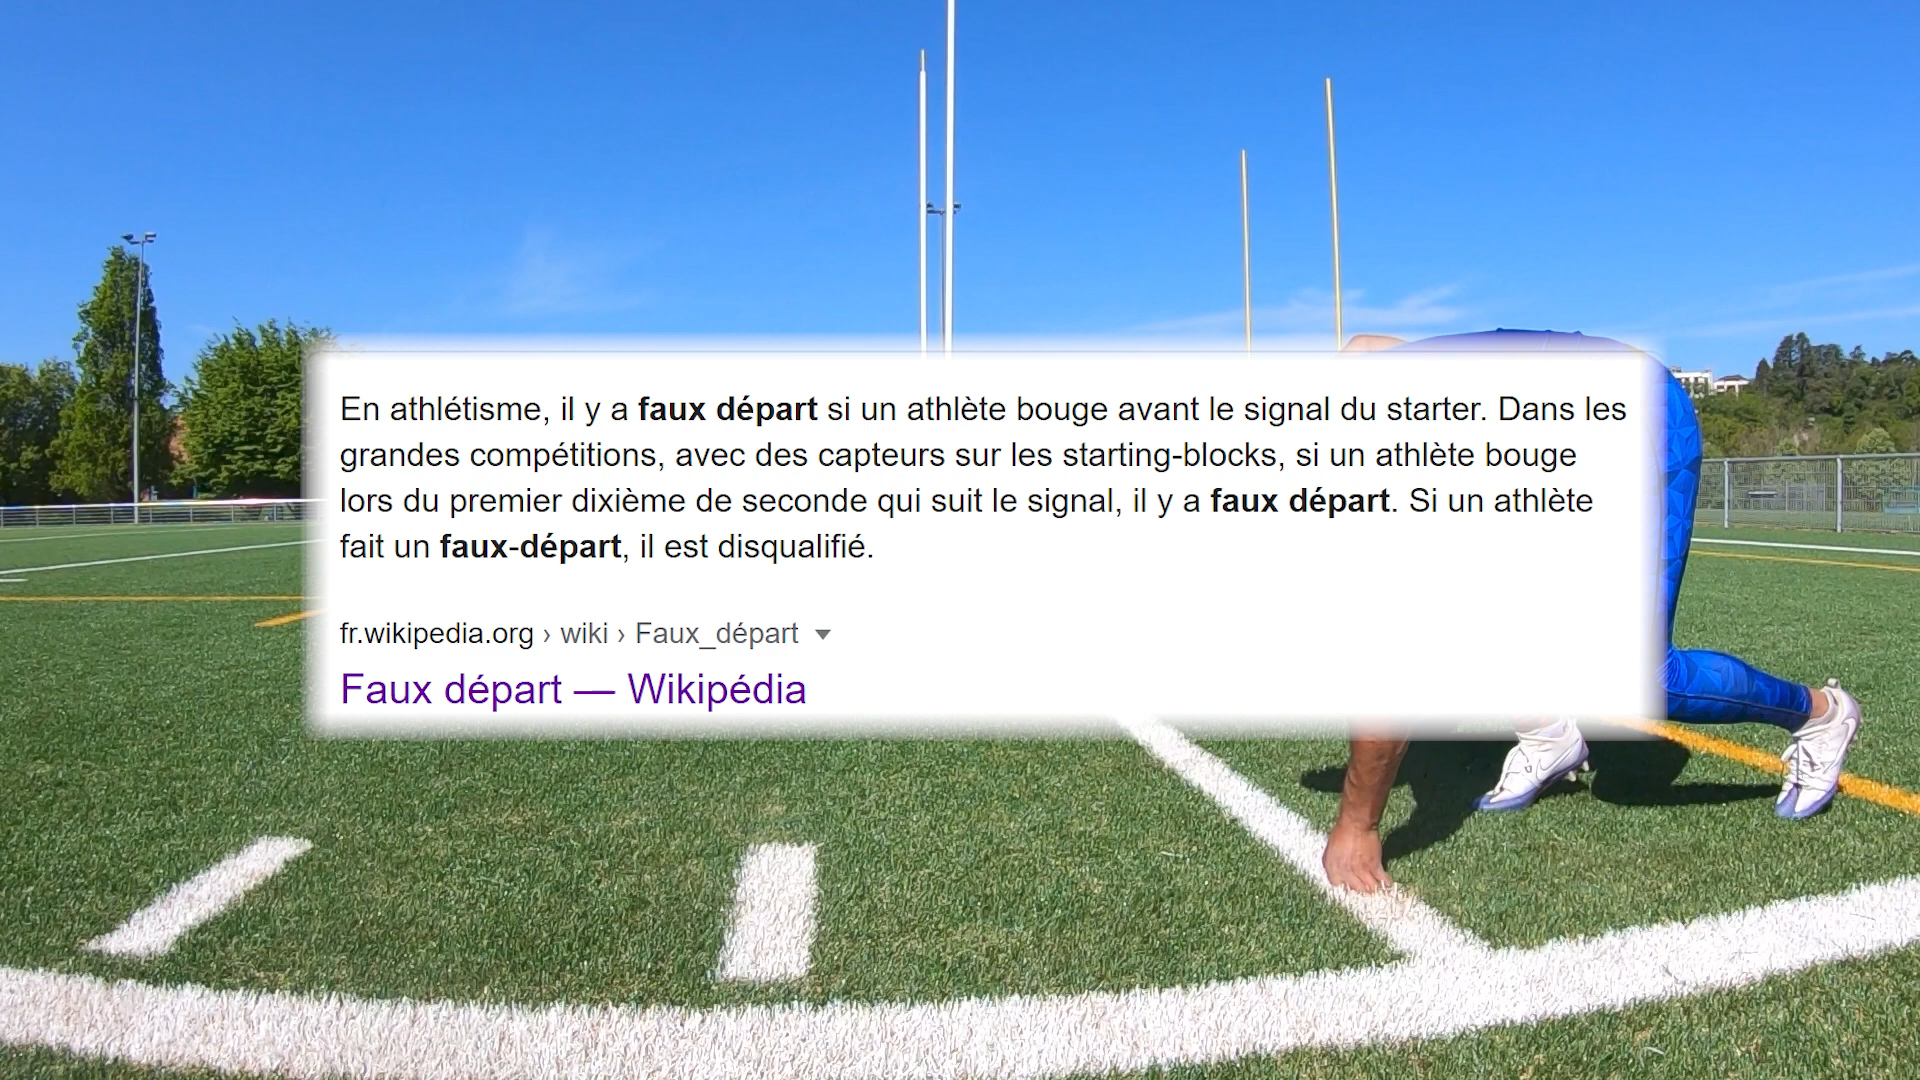 En athlétisme, il y a faux départ si un athlète bouge avant le signal du starter. Dans les
grandes compétitions, avec des capteurs sur les starting-blocks, si un athlète bouge
lors du premier dixième de seconde qui suit le signal, il y a faux départ. Si un athlète
fait un faux-départ, il est disqualifié.
fr.wikipedia.org › wiki › Faux_départ
Faux départ — Wikipédia